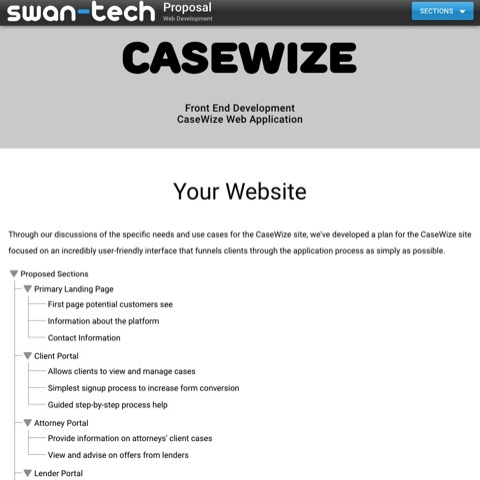 swan-tech
Proposal
Web Development
SECTIONS
CASEWIZE
Front End Development
CaseWize Web Application
Your Website
Through our discussions of the specific needs and use cases for the CaseWize site, we've developed a plan for the CaseWize site
focused on an incredibly user-friendly interface that funnels clients through the application process as simply as possible.
Proposed Sections
Primary Landing Page
First page potential customers see
Information about the platform
Contact Information
Client Portal
Allows clients to view and manage cases
Simplest signup process to increase form conversion
Guided step-by-step process help
Attorney Portal
Provide information on attorneys' client cases
View and advise on offers from lenders
Lender Portal